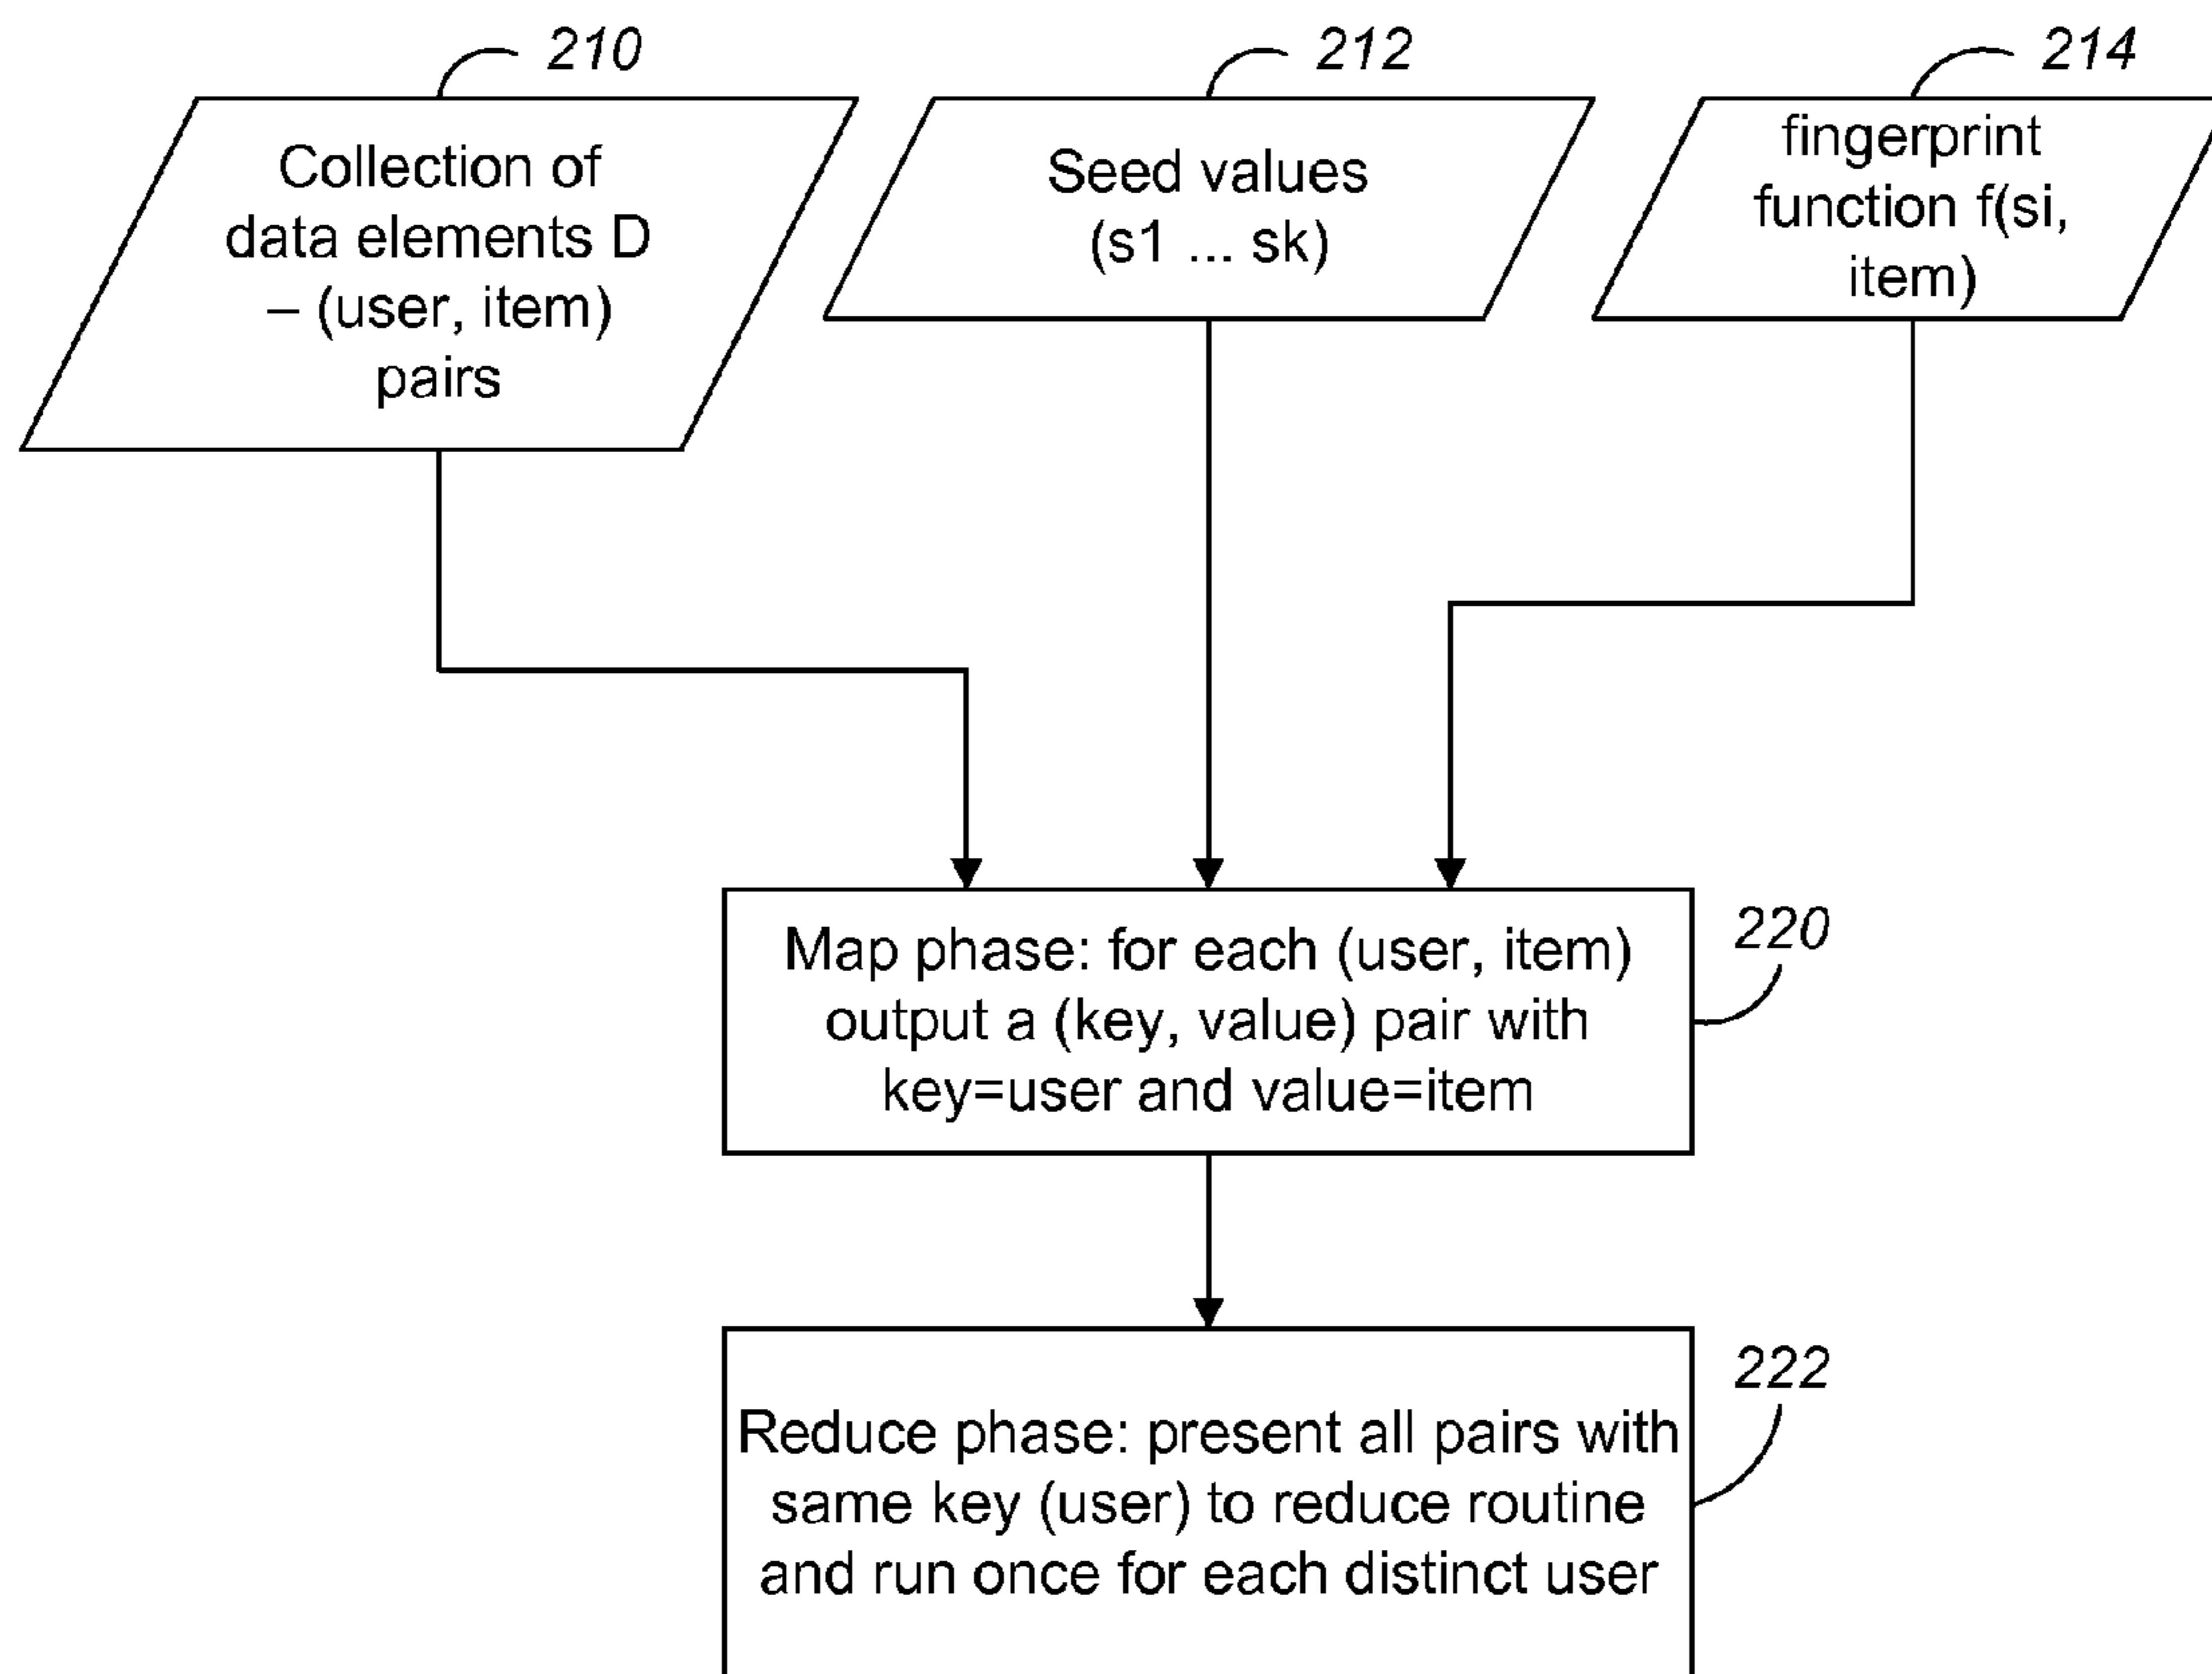 210
Collection of
data elements D
– (user, item)
pairs
212
Seed values
(s1 ... sk)
214
fingerprint
function f(si,
item)
Map phase: for each (user, item)
output a (key, value) pair with
key=user and value=item
220
Reduce phase: present all pairs with
same key (user) to reduce routine
and run once for each distinct user
222